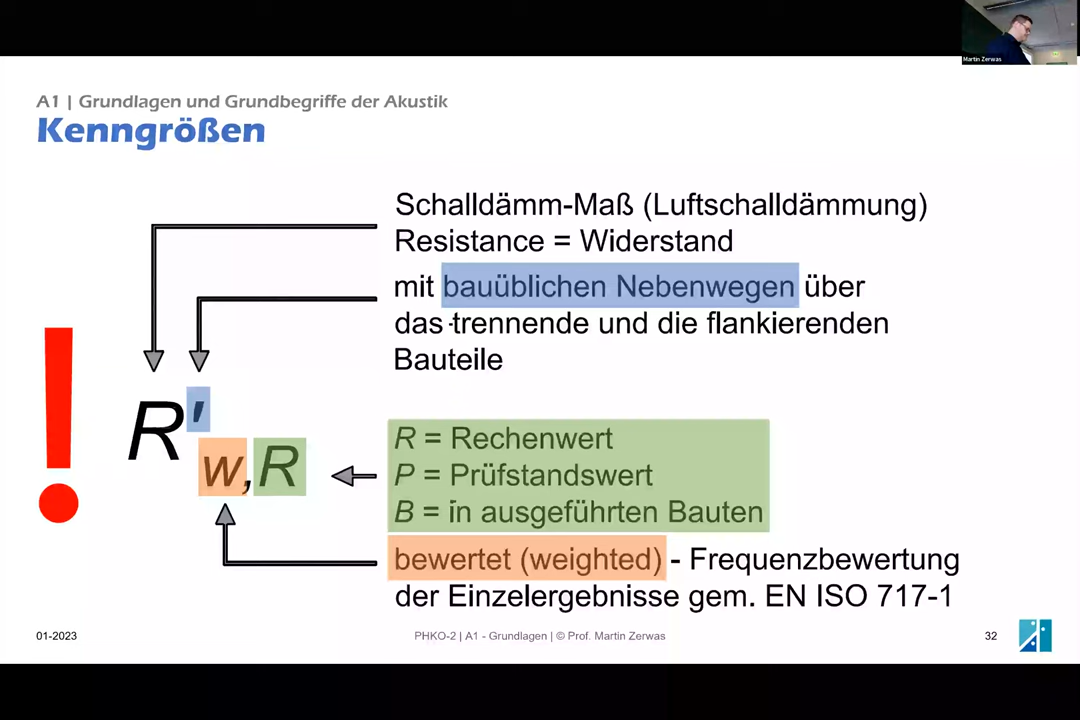 Martin Zerwas
A1 | Grundlagen und Grundbegriffe der Akustik
Kenngrößen
Schalldämm-Maß (Luftschalldämmung)
Resistance = Widerstand
mit bauüblichen Nebenwegen über
das trennende und die flankierenden
Bauteile
!
R'w,R
R = Rechenwert
P = Prüfstandswert
B = in ausgeführten Bauten
bewertet (weighted) - Frequenzbewertung
der Einzelergebnisse gem. EN ISO 717-1
01-2023
PHKO-2 | A1 - Grundlagen | © Prof. Martin Zerwas
32